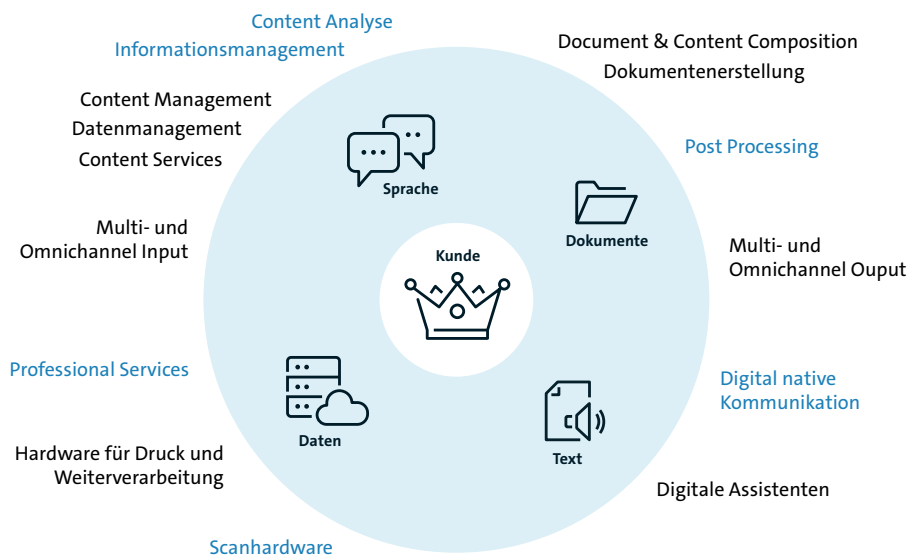 Content Analyse
Informationsmanagement
Document & Content Composition
Dokumentenerstellung
Content Management
Datenmanagement
Content Services
Post Processing
Sprache
Dokumente
Multi- und
Omnichannel Input
Kunde
Multi- und
Omnichannel Ouput
Professional Services
Digital native
Kommunikation
Daten
Text
Hardware für Druck und
Weiterverarbeitung
Digitale Assistenten
Scanhardware